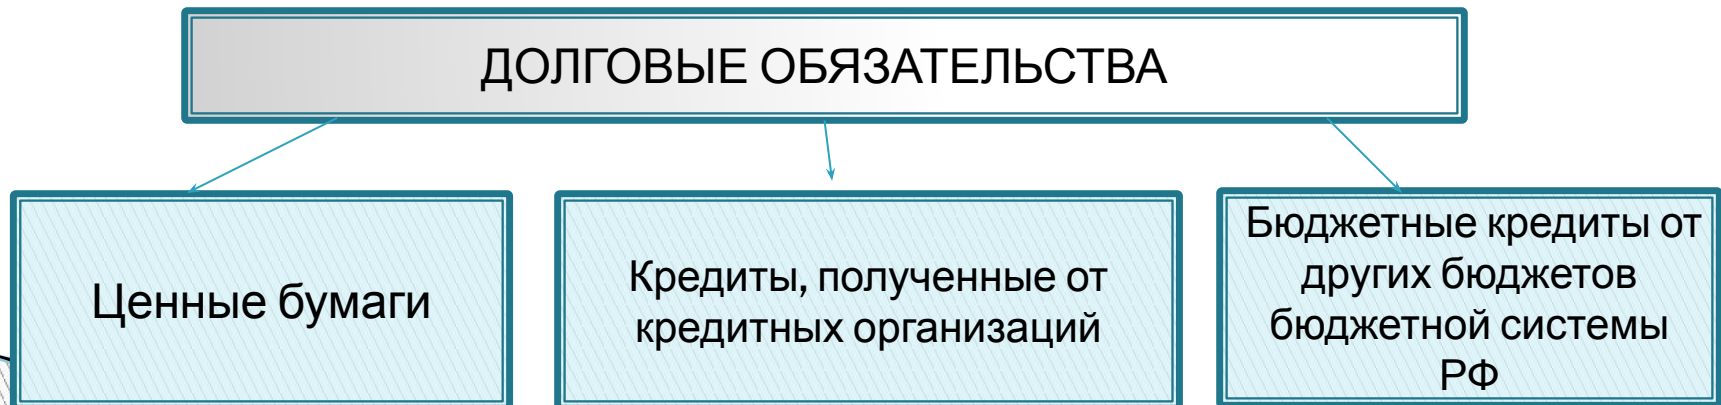 ДОЛГОВЫЕ ОБЯЗАТЕЛЬСТВА
Ценные бумаги
Кредиты, полученные от
кредитных организаций
Бюджетные кредиты от
других бюджетов
бюджетной системы
РФ